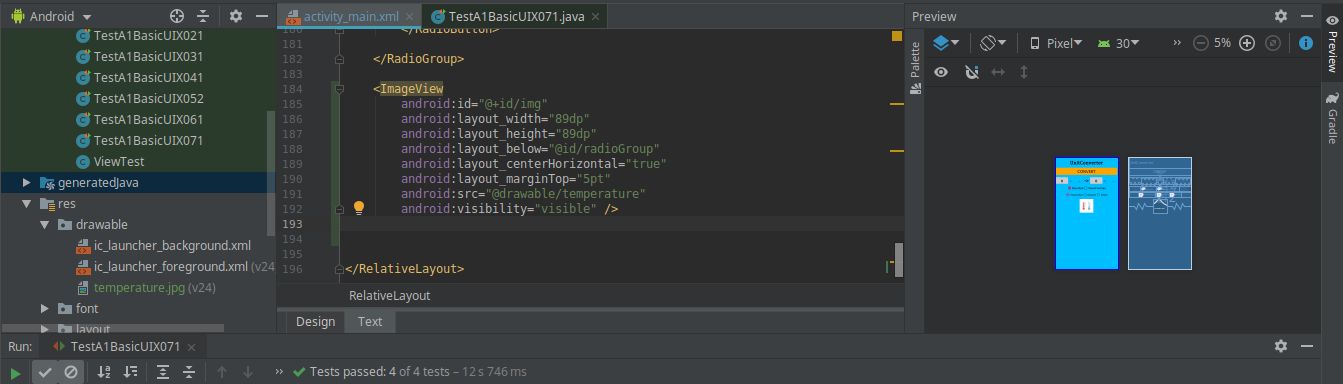 Android
activity_main.xml
TestA1BasicUIX071.java
Preview
TestA1BasicUIX021
TestA1BasicUIX031
TestA1BasicUIX041
TestA1BasicUIX052
TestA1BasicUIX061
TestA1BasicUIX071
ViewTest
generatedJava
res
drawable
ic_launcher_background.xml
ic_launcher_foreground.xml (v24
temperature.jpg (v24)
font
layout
180 </RadioButton>
181
182 </RadioGroup>
183
184 <ImageView
185 android:id="@+id/img"
186 android:layout_width="89dp"
187 android:layout_height="89dp"
188 android:layout_below="@id/radioGroup"
189 android:layout_centerHorizontal="true"
190 android:layout_marginTop="5pt"
191 android:src="@drawable/temperature"
192 android:visibility="visible" />
193
194
195
196 </RelativeLayout>
RelativeLayout
Design Text
Palette
Pixel 30 » 5%
UnitConverter
CONVERT
Preview
Gradle
Run: TestA1BasicUIX071
» Tests passed: 4 of 4 tests – 12 s 746 ms